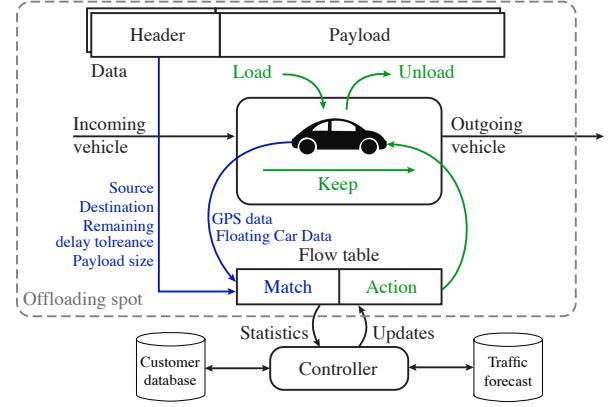 Header
Payload
Data
Load
Unload
Incoming
vehicle
Outgoing
vehicle
Keep
Source
Destination
Remaining
delay tolreance
Payload size
GPS data
Floating Car Data
Flow table
Match
Action
Offloading spot
Statistics
Updates
Customer
database
Controller
Traffic
forecast